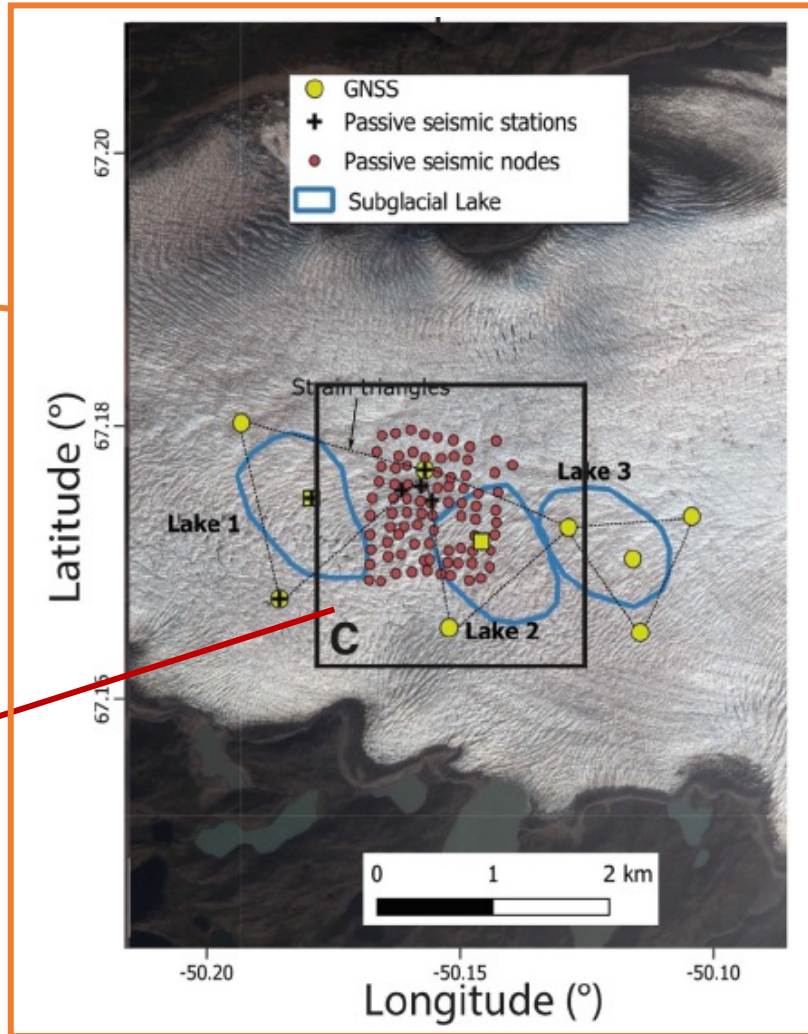 GNSS
Passive seismic stations
Passive seismic nodes
Subglacial Lake
67.20
67.18
67.16
Latitude (°)
Strain triangles
Lake 3
Lake 1
Lake 2
C
0 1 2 km
-50.20 -50.15 -50.10
Longitude (°)